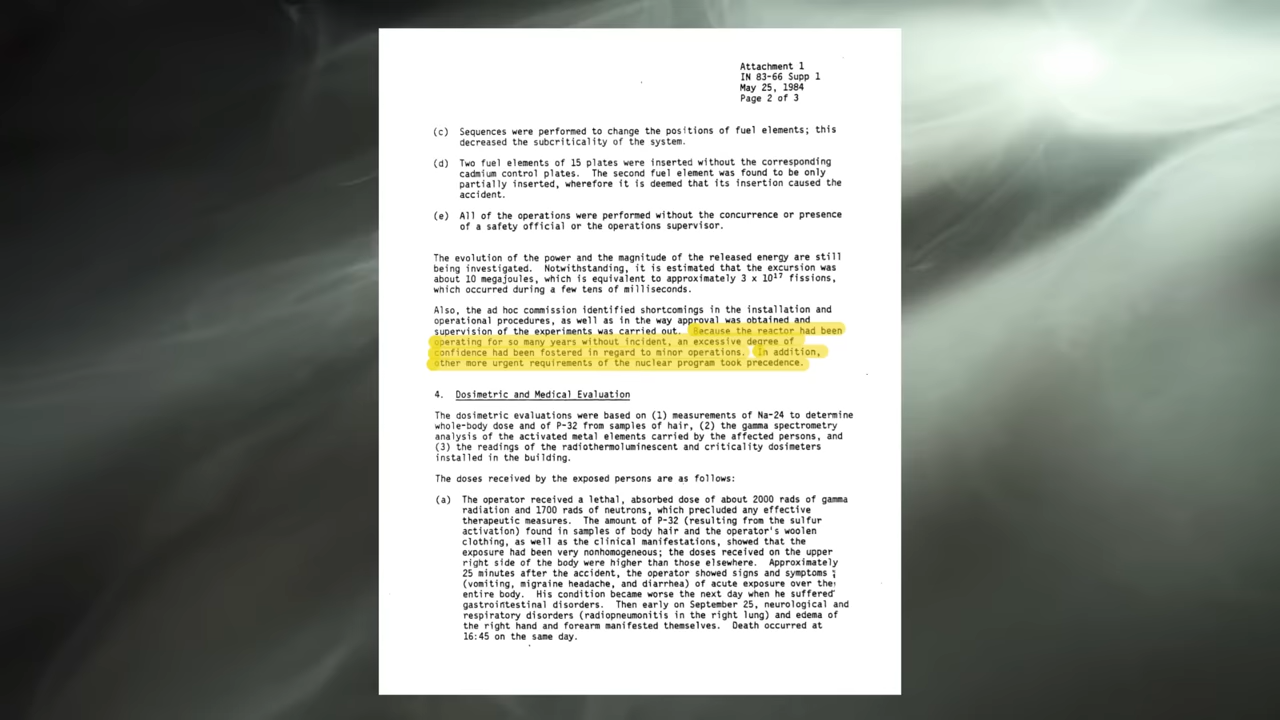 Attachment 1
IN 83-66 Supp 1
May 25, 1984
Page 2 of 3
(c) Sequences were performed to change the positions of fuel elements; this
decreased the subcriticality of the system.
(d) Two fuel elements of 15 plates were inserted without the corresponding
cadmium control plates. The second fuel element was found to be only
partially inserted, wherefore it is deemed that its insertion caused the
accident.
(e) All of the operations were performed without the concurrence or presence
of a safety official or the operations supervisor.
The evolution of the power and the magnitude of the released energy are still
being investigated. Notwithstanding, it is estimated that the excursion was
about 10 megajoules, which is equivalent to approximately 3 x 10¹⁷ fissions,
which occurred during a few tens of milliseconds.
Also, the ad hoc commission identified shortcomings in the installation and
operational procedures, as well as in the way approval was obtained and
supervision of the experiments was carried out. Because the reactor had been
operating for so many years without incident, an excessive degree of
confidence had been fostered in regard to minor operations. In addition,
other more urgent requirements of the nuclear program took precedence.
4. Dosimetric and Medical Evaluation
The dosimetric evaluations were based on (1) measurements of Na-24 to determine
whole-body dose and of P-32 from samples of hair, (2) the gamma spectrometry
analysis of the activated metal elements carried by the affected persons, and
(3) the readings of the radiothermoluminescent and criticality dosimeters
installed in the building.
The doses received by the exposed persons are as follows:
(a) The operator received a lethal, absorbed dose of about 2000 rads of gamma
radiation and 1700 rads of neutrons, which precluded any effective
therapeutic measures. The amount of P-32 (resulting from the sulfur
activation) found in samples of body hair and the operator's woolen
clothing, as well as the clinical manifestations, showed that the
exposure had been very nonhomogeneous; the doses received on the upper
right side of the body were higher than those elsewhere. Approximately
25 minutes after the accident, the operator showed signs and symptoms
(vomiting, migraine headache, and diarrhea) of acute exposure over the
entire body. His condition became worse the next day when he suffered
gastrointestinal disorders. Then early on September 25, neurological and
respiratory disorders (radiopneumonitis in the right lung) and edema of
the right hand and forearm manifested themselves. Death occurred at
16:45 on the same day.